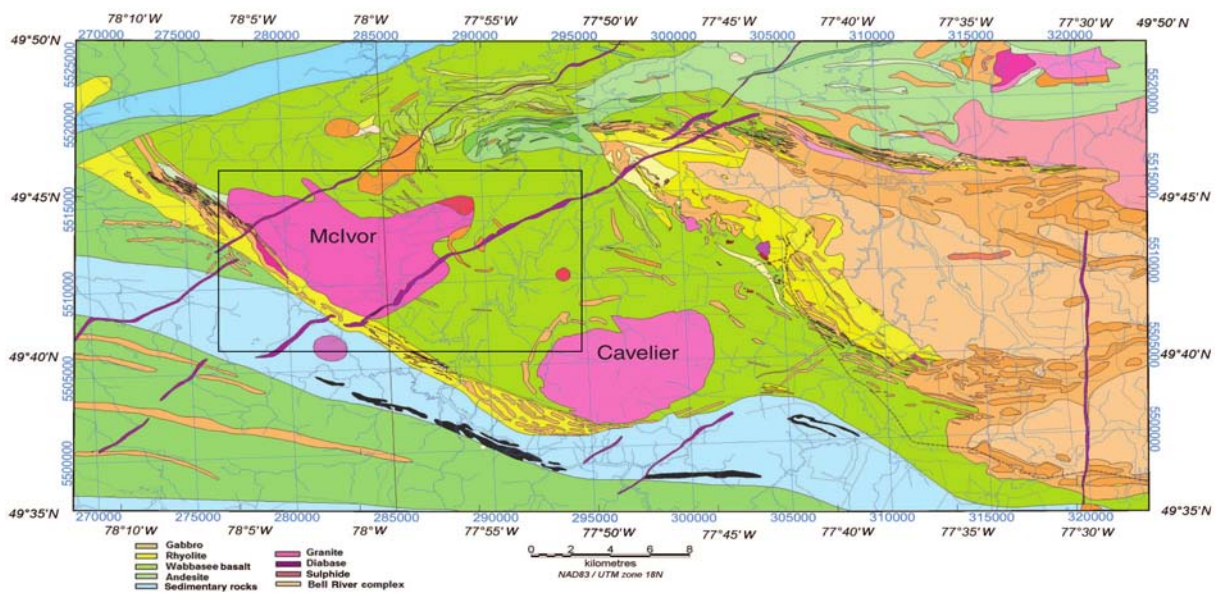 78°10'W 78°5'W 78°W 77°55'W 77°50'W 77°45'W 77°40'W 77°35'W 77°30'W
49°50'N 270000 275000 280000 285000 290000 295000 300000 305000 310000 315000 320000 49°50'N
5525000
5520000 5520000
49°45'N 49°45'N
5515000 5515000
McIvor
5510000 5510000
49°40'N Cavelier 49°40'N
5505000 5505000
5500000 5500000
49°35'N 49°35'N
270000 275000 280000 285000 290000 295000 300000 305000 310000 315000 320000
78°10'W 78°5'W 78°W 77°55'W 77°50'W 77°45'W 77°40'W 77°35'W 77°30'W
Gabbro
Rhyolite
Wabbasee basalt
Andesite
Sedimentary rocks
Granite
Diabase
Sulphide
Bell River complex
0 2 4 6 8
kilometres
NAD83 / UTM zone 18N